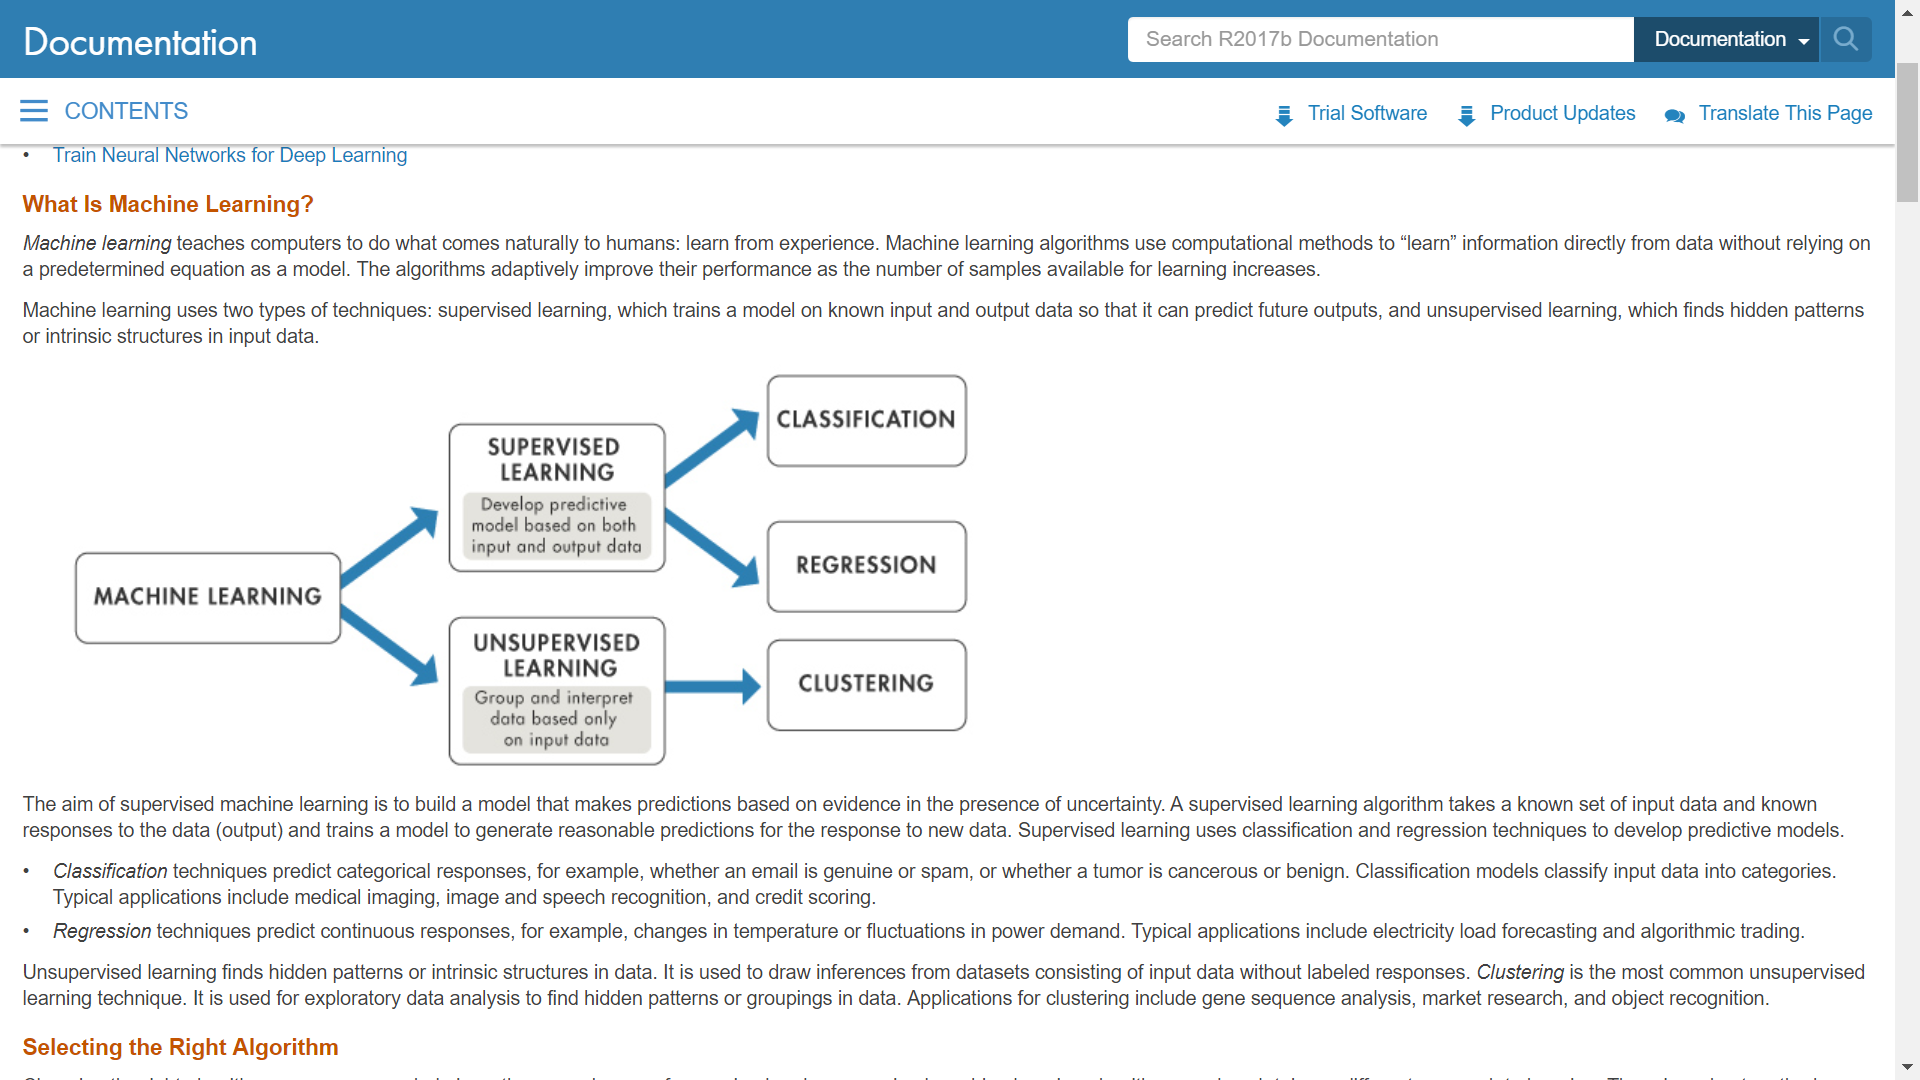 Documentation
Search R2017b Documentation
Documentation
CONTENTS
Trial Software
Product Updates
Translate This Page
• Train Neural Networks for Deep Learning
What Is Machine Learning?
Machine learning teaches computers to do what comes naturally to humans: learn from experience. Machine learning algorithms use computational methods to “learn” information directly from data without relying on
a predetermined equation as a model. The algorithms adaptively improve their performance as the number of samples available for learning increases.
Machine learning uses two types of techniques: supervised learning, which trains a model on known input and output data so that it can predict future outputs, and unsupervised learning, which finds hidden patterns
or intrinsic structures in input data.
MACHINE LEARNING
SUPERVISED
LEARNING
Develop predictive
model based on both
input and output data
UNSUPERVISED
LEARNING
Group and interpret
data based only
on input data
CLASSIFICATION
REGRESSION
CLUSTERING
The aim of supervised machine learning is to build a model that makes predictions based on evidence in the presence of uncertainty. A supervised learning algorithm takes a known set of input data and known
responses to the data (output) and trains a model to generate reasonable predictions for the response to new data. Supervised learning uses classification and regression techniques to develop predictive models.
• Classification techniques predict categorical responses, for example, whether an email is genuine or spam, or whether a tumor is cancerous or benign. Classification models classify input data into categories.
Typical applications include medical imaging, image and speech recognition, and credit scoring.
• Regression techniques predict continuous responses, for example, changes in temperature or fluctuations in power demand. Typical applications include electricity load forecasting and algorithmic trading.
Unsupervised learning finds hidden patterns or intrinsic structures in data. It is used to draw inferences from datasets consisting of input data without labeled responses. Clustering is the most common unsupervised
learning technique. It is used for exploratory data analysis to find hidden patterns or groupings in data. Applications for clustering include gene sequence analysis, market research, and object recognition.
Selecting the Right Algorithm